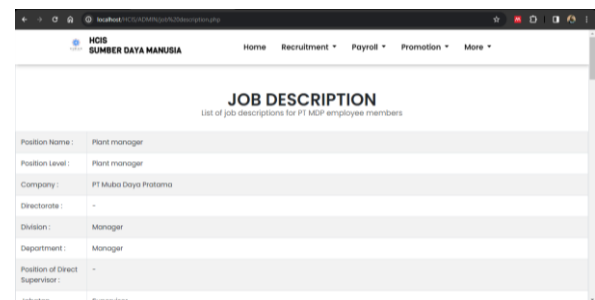 localhost/HCIS/ADMIN/job%20description.php
HCIS
SUMBER DAYA MANUSIA
Home Recruitment Payroll Promotion More
JOB DESCRIPTION
List of job descriptions for PT MDP employee members
Position Name : Plant manager
Position Level : Plant manager
Company : PT Muba Daya Pratama
Directorate : -
Division : Manager
Department : Manager
Position of Direct -
Supervisor :